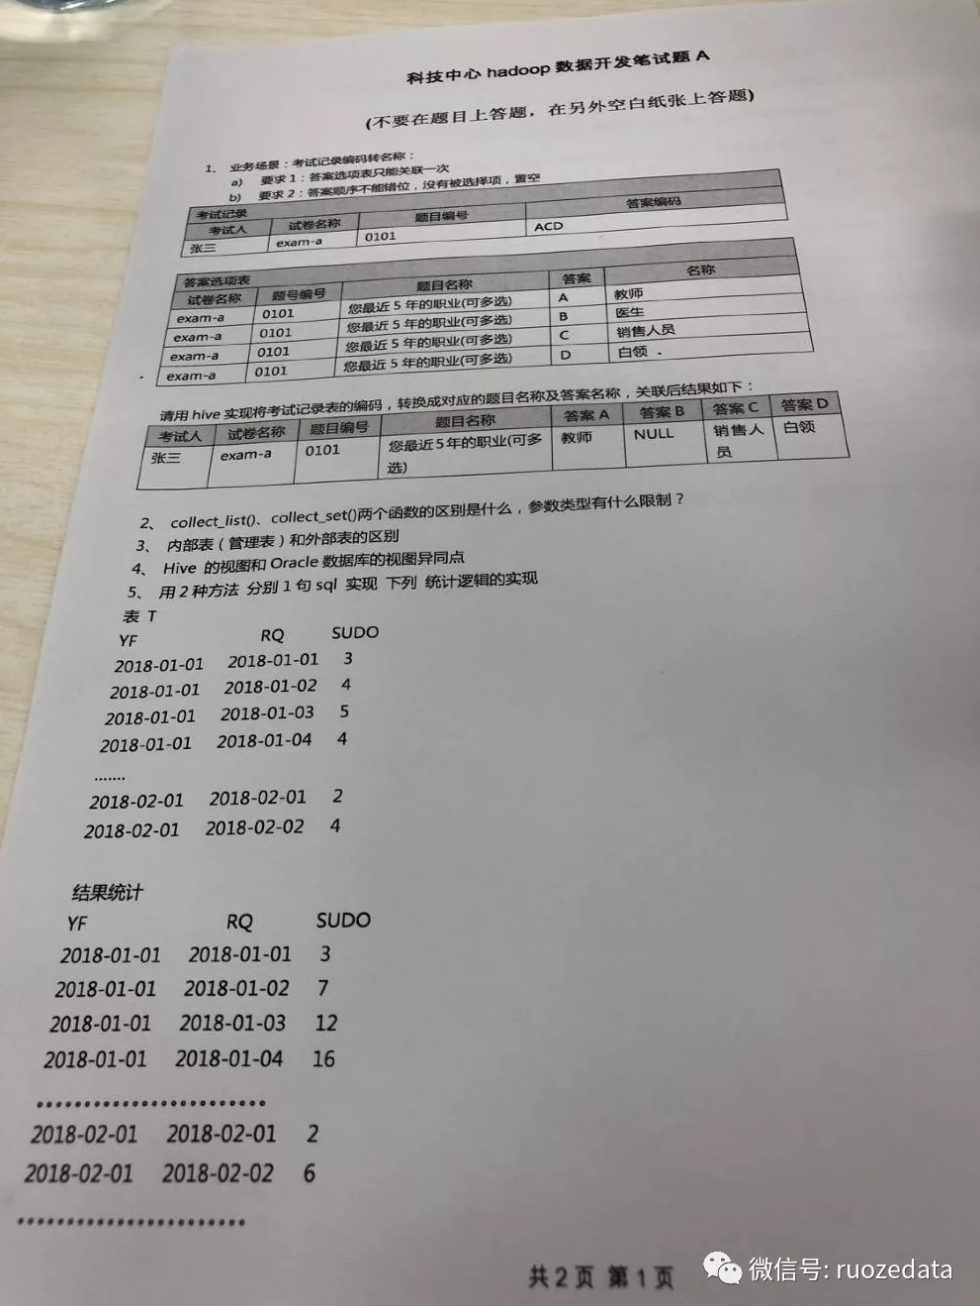 科技中心 hadoop 数据开发笔试题 A
(不要在题目上答题，在另外空白纸张上答题)
1、 业务场景：考试记录编码转名称：
a) 要求 1：答案选项表只能关联一次
b) 要求 2：答案顺序不能错位，没有被选择项，置空
考试记录
考试人 试卷名称 题目编号 答案编码
张三 exam-a 0101 ACD
答案选项表
试卷名称 题号编号 题目名称 答案 名称
exam-a 0101 您最近 5 年的职业(可多选) A 教师
exam-a 0101 您最近 5 年的职业(可多选) B 医生
exam-a 0101 您最近 5 年的职业(可多选) C 销售人员
exam-a 0101 您最近 5 年的职业(可多选) D 白领
请用 hive 实现将考试记录表的编码，转换成对应的题目名称及答案名称，关联后结果如下：
考试人 试卷名称 题目编号 题目名称 答案 A 答案 B 答案 C 答案 D
张三 exam-a 0101 您最近 5 年的职业(可多 教师 NULL 销售人 白领
选) 员
2、 collect_list()、collect_set()两个函数的区别是什么，参数类型有什么限制？
3、 内部表（管理表）和外部表的区别
4、 Hive 的视图和 Oracle 数据库的视图异同点
5、 用 2 种方法 分别 1 句 sql 实现 下列 统计逻辑的实现
表 T
YF RQ SUDO
2018-01-01 2018-01-01 3
2018-01-01 2018-01-02 4
2018-01-01 2018-01-03 5
2018-01-01 2018-01-04 4
.......
2018-02-01 2018-02-01 2
2018-02-01 2018-02-02 4
结果统计
YF RQ SUDO
2018-01-01 2018-01-01 3
2018-01-01 2018-01-02 7
2018-01-01 2018-01-03 12
2018-01-01 2018-01-04 16
........................
2018-02-01 2018-02-01 2
2018-02-01 2018-02-02 6
........................
共 2 页 第 1 页
微信号: ruozedata